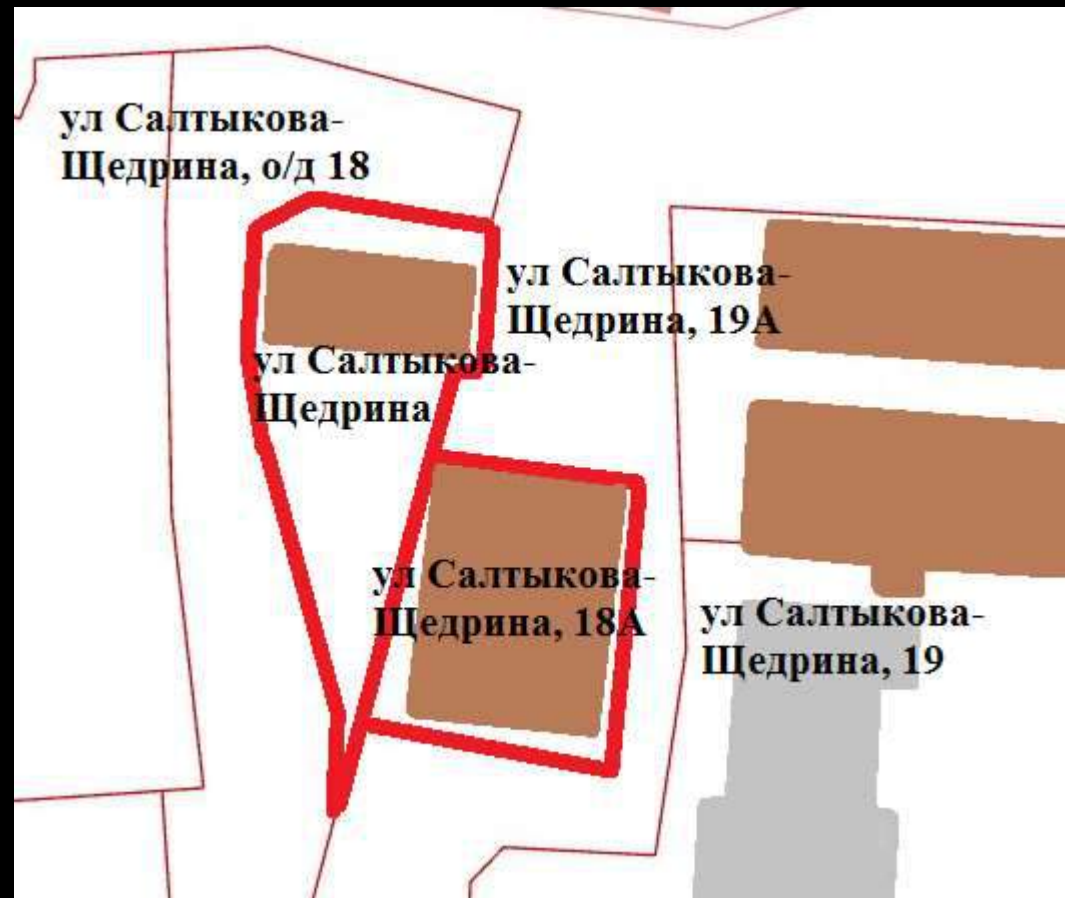 ул Салтыкова-
Щедрина, о/д 18
ул Салтыкова-
Щедрина, 19А
ул Салтыкова-
Щедрина
ул Салтыкова-
Щедрина, 18А
ул Салтыкова-
Щедрина, 19